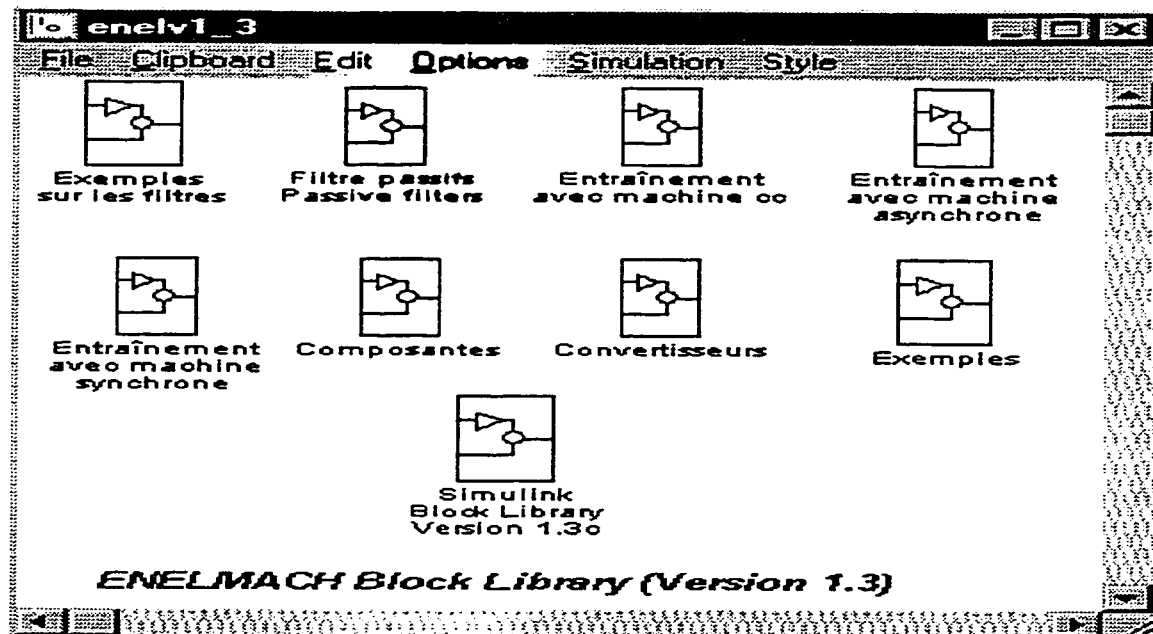 enelv1_3
File Clipboard Edit Options Simulation Style
Exemples
sur les filtres
Filtre passifs
Passive filters
Entraînement
avec machine cc
Entraînement
avec machine
asynchrone
Entraînement
avec machine
synchrone
Composantes
Convertisseurs
Exemples
Simulink
Block Library
Version 1.3c
ENELMACH Block Library (Version 1.3)